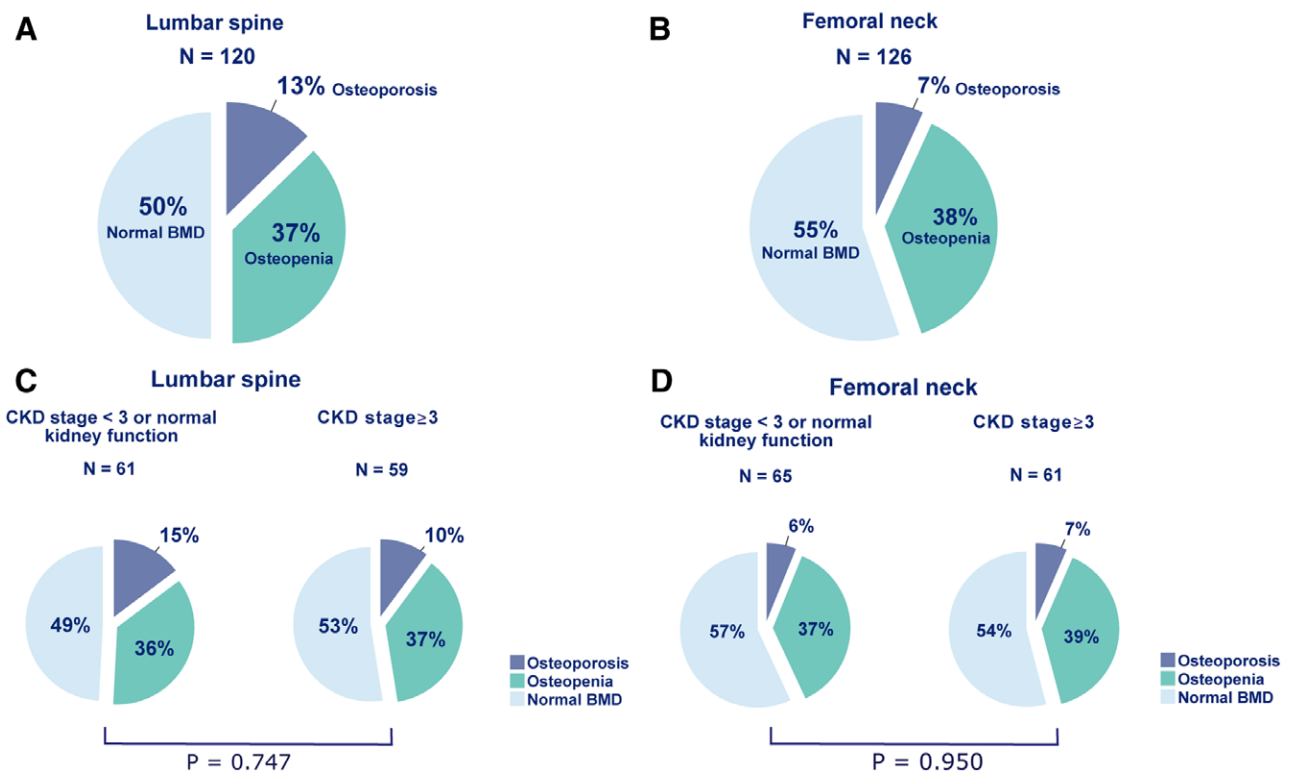 A
Lumbar spine
N = 120
13% Osteoporosis
50%
Normal BMD
37%
Osteopenia
B
Femoral neck
N = 126
7% Osteoporosis
55%
Normal BMD
38%
Osteopenia
C
Lumbar spine
CKD stage < 3 or normal
kidney function
N = 61
15%
49%
36%
CKD stage≥3
N = 59
10%
53%
37%
Osteoporosis
Osteopenia
Normal BMD
P = 0.747
D
Femoral neck
CKD stage < 3 or normal
kidney function
N = 65
6%
57%
37%
CKD stage≥3
N = 61
7%
54%
39%
Osteoporosis
Osteopenia
Normal BMD
P = 0.950